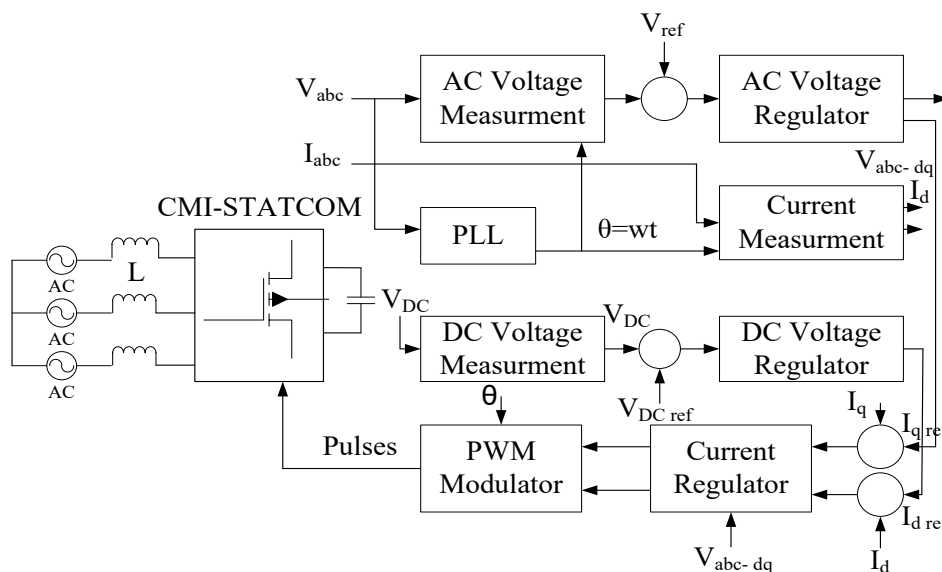 V_ref
V_abc
AC Voltage
Measurment
AC Voltage
Regulator
I_abc
V_abc- dq
I_d
CMI-STATCOM
PLL
θ=wt
Current
Measurment
L
AC
AC
AC
V_DC
DC Voltage
Measurment
V_DC
V_DC ref
DC Voltage
Regulator
θ
I_q
I_q re
Pulses
PWM
Modulator
Current
Regulator
I_d re
V_abc- dq
I_d